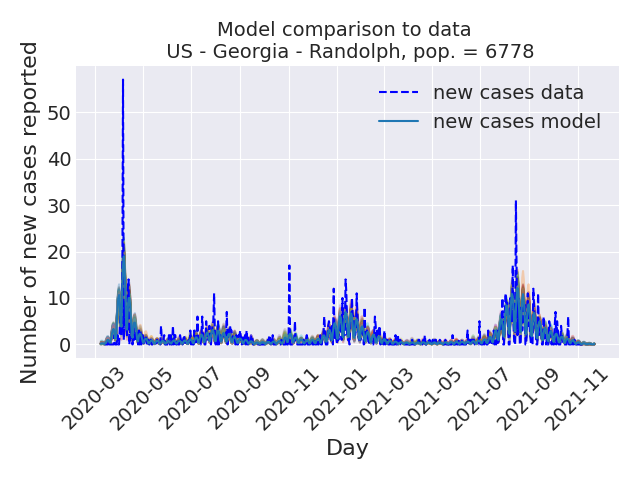 Model comparison to data
US - Georgia - Randolph, pop. = 6778
Number of new cases reported
50
40
30
20
10
0
new cases data
new cases model
2020-03
2020-05
2020-07
2020-09
2020-11
2021-01
2021-03
2021-05
2021-07
2021-09
2021-11
Day